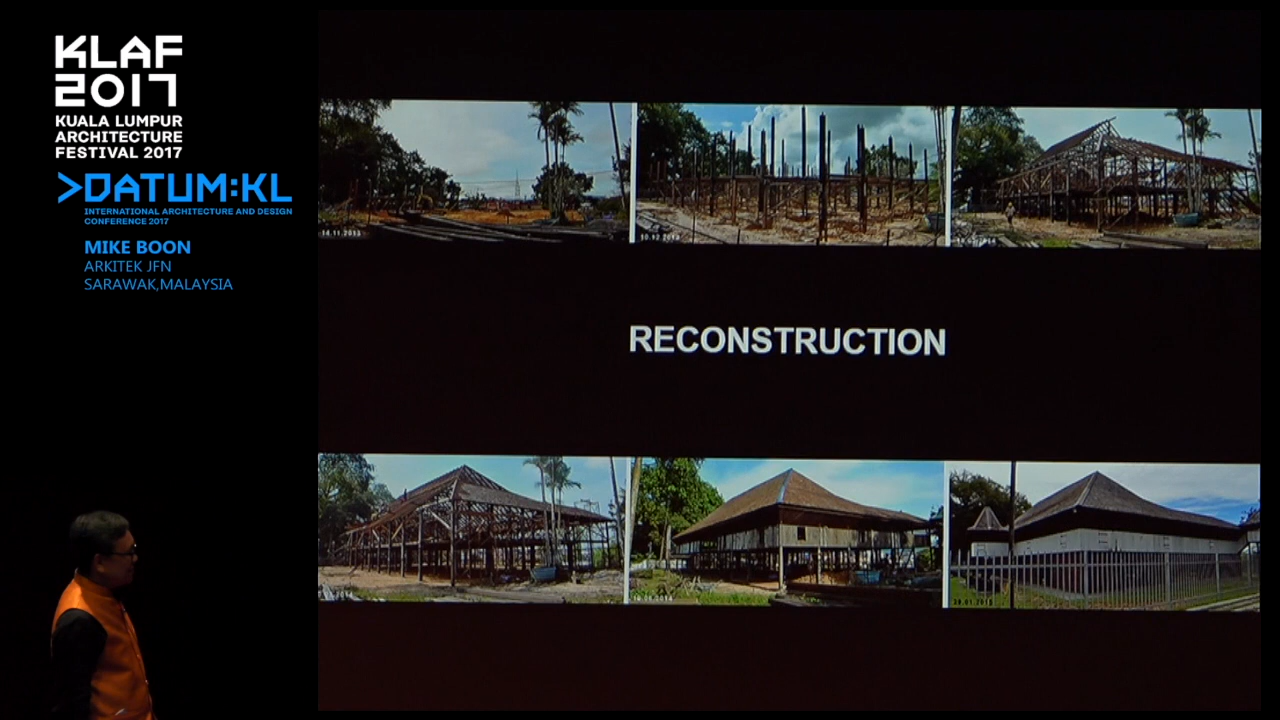 KLAF
2017
KUALA LUMPUR
ARCHITECTURE
FESTIVAL 2017
>DATUM:KL
INTERNATIONAL ARCHITECTURE AND DESIGN
CONFERENCE 2017
MIKE BOON
ARKITEK JFN
SARAWAK,MALAYSIA
RECONSTRUCTION